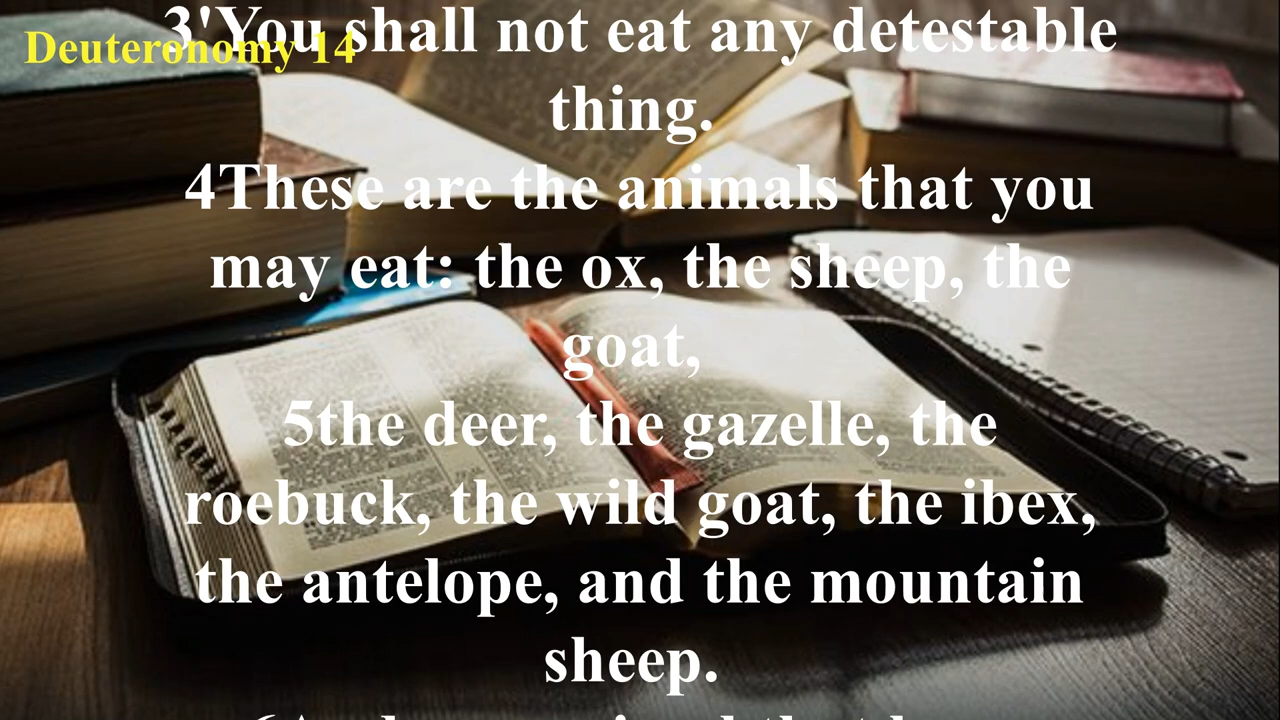 Deuteronomy 14
3'You shall not eat any detestable
thing.
4These are the animals that you
may eat: the ox, the sheep, the
goat,
5the deer, the gazelle, the
roebuck, the wild goat, the ibex,
the antelope, and the mountain
sheep.